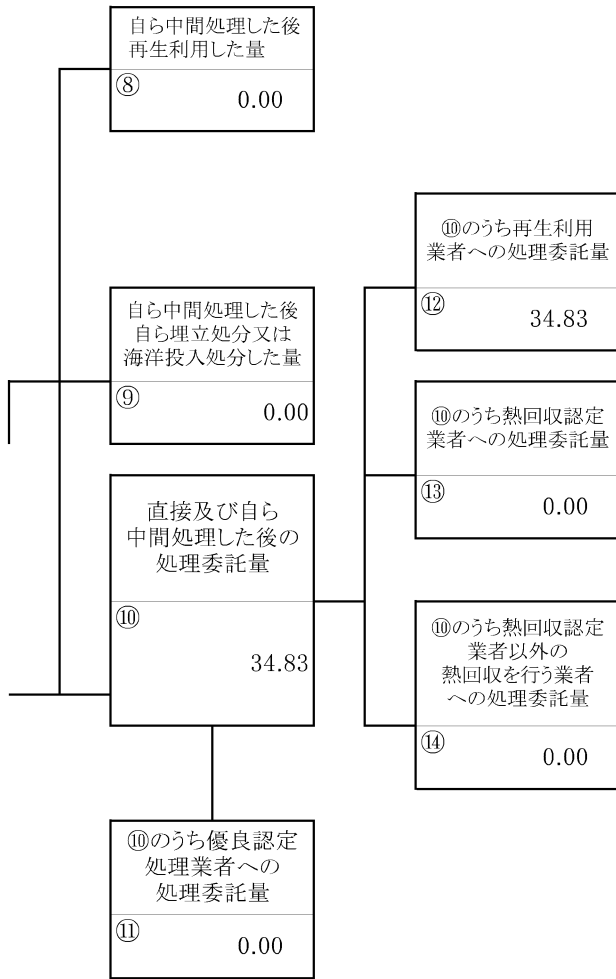 自ら中間処理した後
再生利用した量
⑧
0.00
自ら中間処理した後
自ら埋立処分又は
海洋投入処分した量
⑨
0.00
直接及び自ら
中間処理した後の
処理委託量
⑩
34.83
⑩のうち優良認定
処理業者への
処理委託量
⑪
0.00
⑩のうち再生利用
業者への処理委託量
⑫
34.83
⑩のうち熱回収認定
業者への処理委託量
⑬
0.00
⑩のうち熱回収認定
業者以外の
熱回収を行う業者
への処理委託量
⑭
0.00